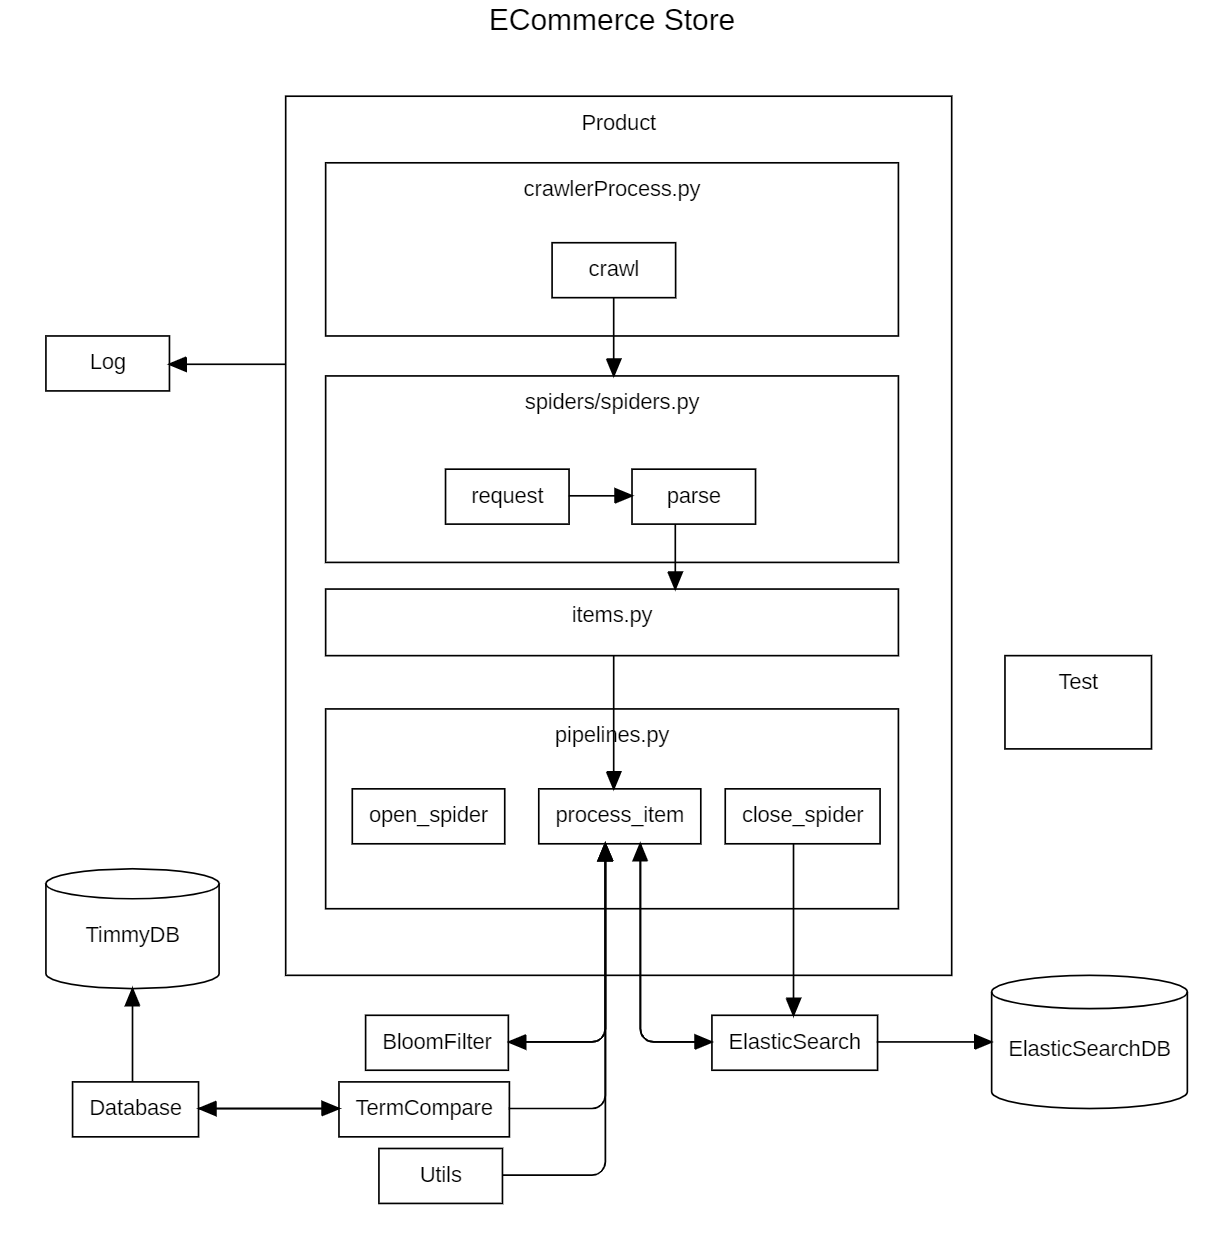 ECommerce Store
Product
crawlerProcess.py
crawl
Log
spiders/spiders.py
request
parse
items.py
Test
pipelines.py
open_spider
process_item
close_spider
TimmyDB
BloomFilter
ElasticSearch
ElasticSearchDB
Database
TermCompare
Utils